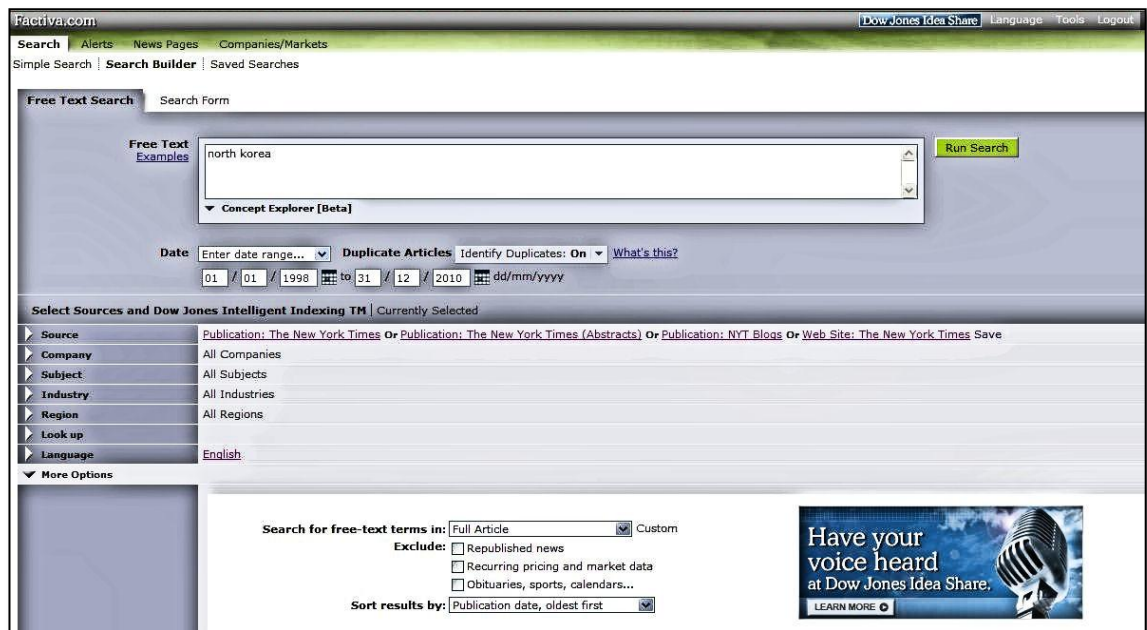 Factiva.com Dow Jones Idea Share Language Tools Logout
Search Alerts News Pages Companies/Markets
Simple Search Search Builder Saved Searches
Free Text Search Search Form
Free Text
Examples
north korea
Run Search
Concept Explorer [Beta]
Date Enter date range... Duplicate Articles Identify Duplicates: On What's this?
01 / 01 / 1998 to 31 / 12 / 2010 dd/mm/yyyy
Select Sources and Dow Jones Intelligent Indexing TM | Currently Selected
Source Publication: The New York Times Or Publication: The New York Times (Abstracts) Or Publication: NYT Blogs Or Web Site: The New York Times Save
Company All Companies
Subject All Subjects
Industry All Industries
Region All Regions
Look up
Language English
More Options
Search for free-text terms in: Full Article Custom
Exclude: Republished news
Recurring pricing and market data
Obituaries, sports, calendars...
Sort results by: Publication date, oldest first
Have your
voice heard
at Dow Jones Idea Share.
LEARN MORE